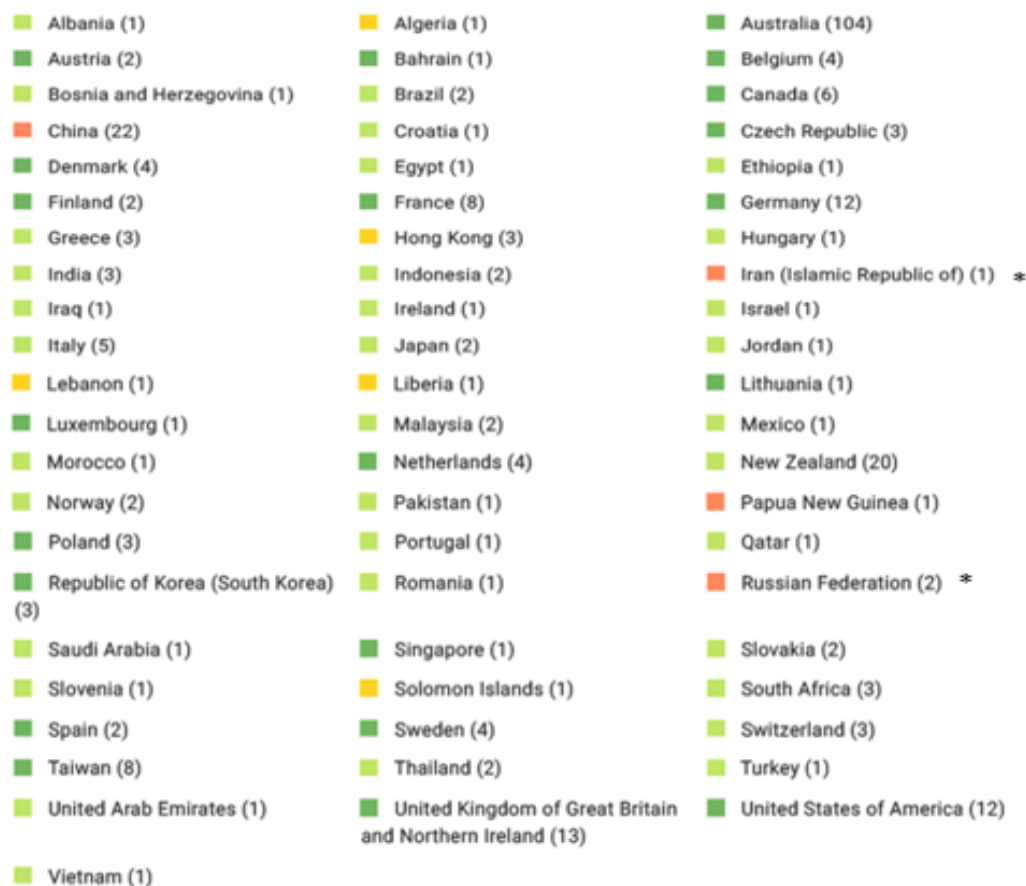 Albania (1)
Algeria (1)
Australia (104)
Austria (2)
Bahrain (1)
Belgium (4)
Bosnia and Herzegovina (1)
Brazil (2)
Canada (6)
China (22)
Croatia (1)
Czech Republic (3)
Denmark (4)
Egypt (1)
Ethiopia (1)
Finland (2)
France (8)
Germany (12)
Greece (3)
Hong Kong (3)
Hungary (1)
India (3)
Indonesia (2)
Iran (Islamic Republic of) (1) *
Iraq (1)
Ireland (1)
Israel (1)
Italy (5)
Japan (2)
Jordan (1)
Lebanon (1)
Liberia (1)
Lithuania (1)
Luxembourg (1)
Malaysia (2)
Mexico (1)
Morocco (1)
Netherlands (4)
New Zealand (20)
Norway (2)
Pakistan (1)
Papua New Guinea (1)
Poland (3)
Portugal (1)
Qatar (1)
Republic of Korea (South Korea)
(3)
Romania (1)
Russian Federation (2) *
Saudi Arabia (1)
Singapore (1)
Slovakia (2)
Slovenia (1)
Solomon Islands (1)
South Africa (3)
Spain (2)
Sweden (4)
Switzerland (3)
Taiwan (8)
Thailand (2)
Turkey (1)
United Arab Emirates (1)
United Kingdom of Great Britain
and Northern Ireland (13)
United States of America (12)
Vietnam (1)